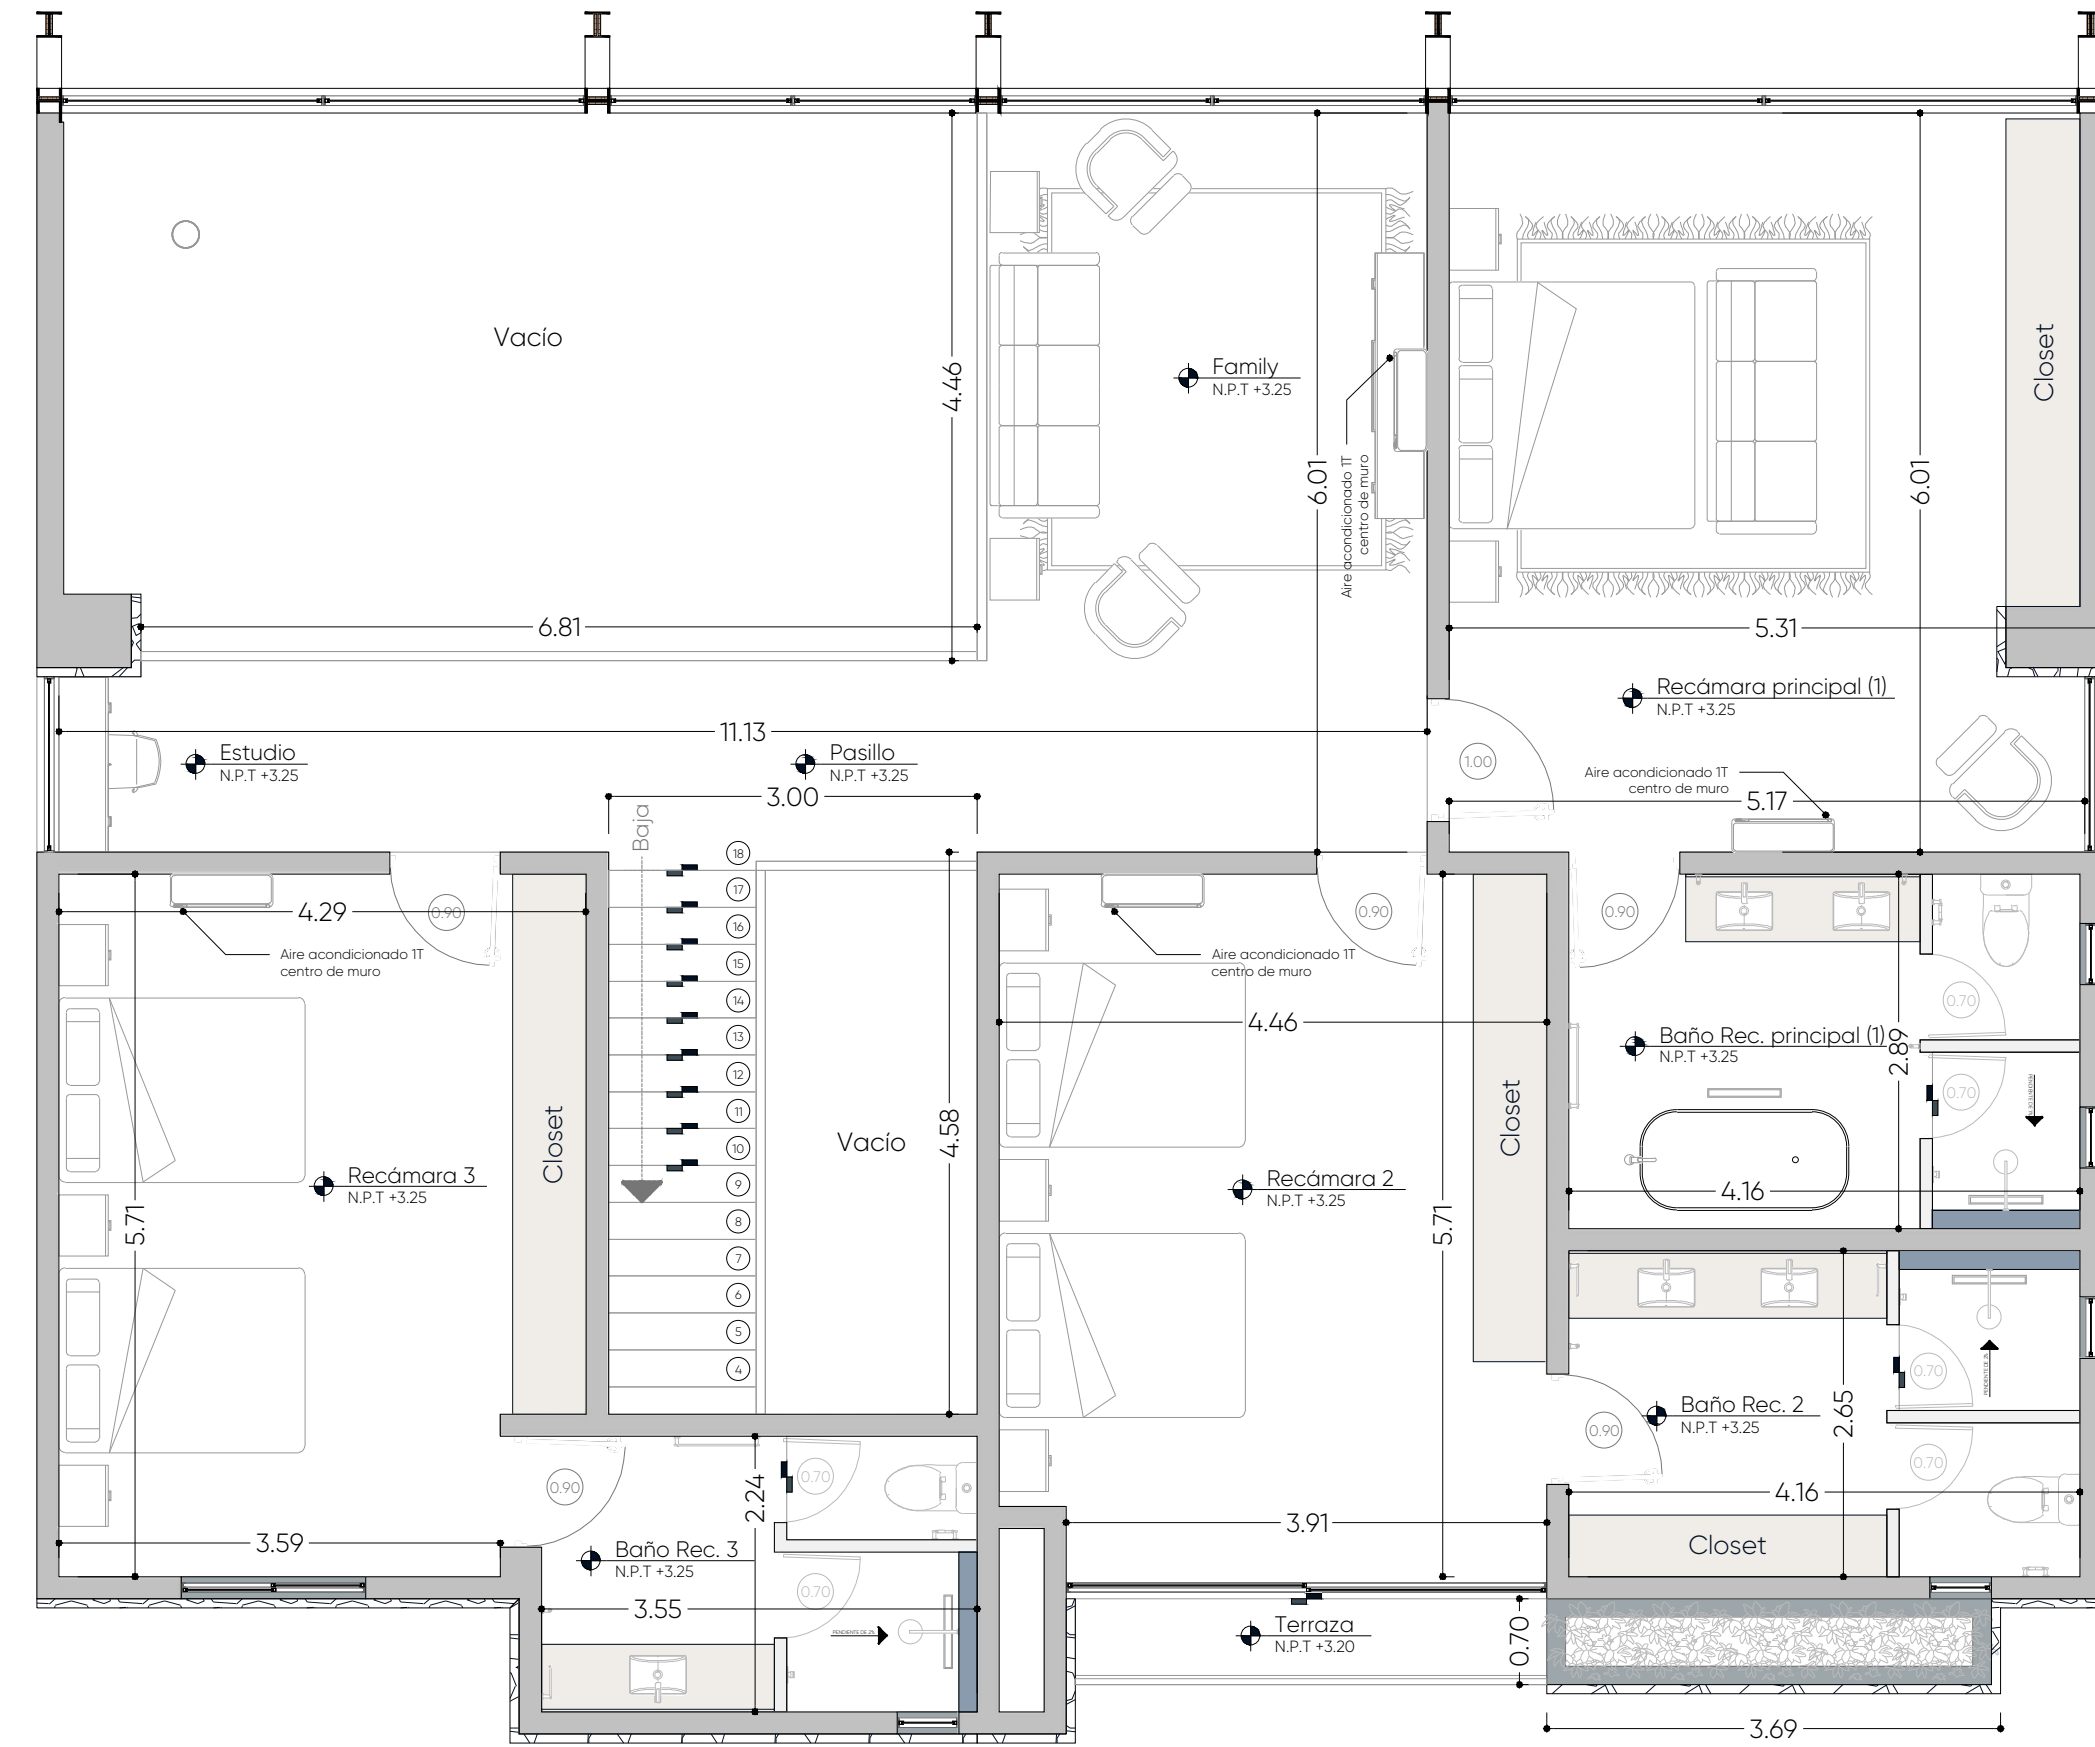 Vacío
4.46
Family
N.P.T +3.25
6.01
Aire acondicionado 1T
centro de muro
Closet
6.01
6.81
5.31
Recámara principal (1)
N.P.T +3.25
11.13
Estudio
N.P.T +3.25
Pasillo
N.P.T +3.25
1.00
Aire acondicionado 1T
centro de muro
3.00
5.17
Baja
18
17
16
15
14
13
12
11
10
9
8
7
6
5
4
4.29
0.90
Aire acondicionado 1T
centro de muro
Closet
Recámara 3
N.P.T +3.25
5.71
3.59
Vacío
4.58
0.90
Aire acondicionado 1T
centro de muro
4.46
Closet
Recámara 2
N.P.T +3.25
5.71
3.91
0.90
0.70
Baño Rec. principal (1)
N.P.T +3.25
2.89
0.70
4.16
0.70
Baño Rec. 2
N.P.T +3.25
2.65
0.90
0.70
4.16
Closet
PENDIENTE DE 2%
0.90
2.24
0.70
Baño Rec. 3
N.P.T +3.25
0.70
3.55
PENDIENTE DE 2%
Terraza
N.P.T +3.20
0.70
3.69